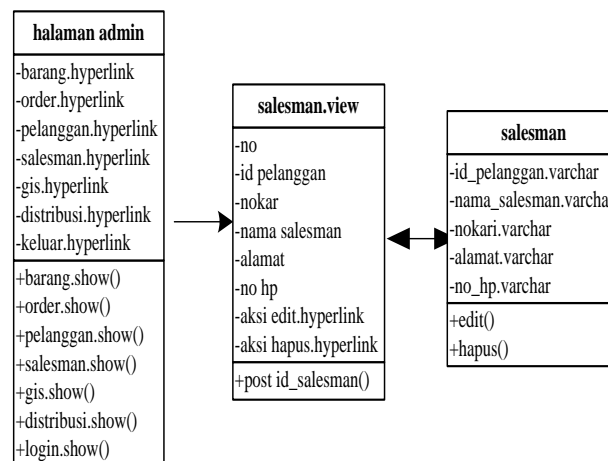 halaman admin
-barang.hyperlink
-order.hyperlink
-pelanggan.hyperlink
-salesman.hyperlink
-gis.hyperlink
-distribusi.hyperlink
-keluar.hyperlink
+barang.show()
+order.show()
+pelanggan.show()
+salesman.show()
+gis.show()
+distribusi.show()
+login.show()
salesman.view
-no
-id pelanggan
-nokar
-nama salesman
-alamat
-no hp
-aksi edit.hyperlink
-aksi hapus.hyperlink
+post id_salesman()
salesman
-id_pelanggan.varchar
-nama_salesman.varchar
-nokari.varchar
-alamat.varchar
-no_hp.varchar
+edit()
+hapus()